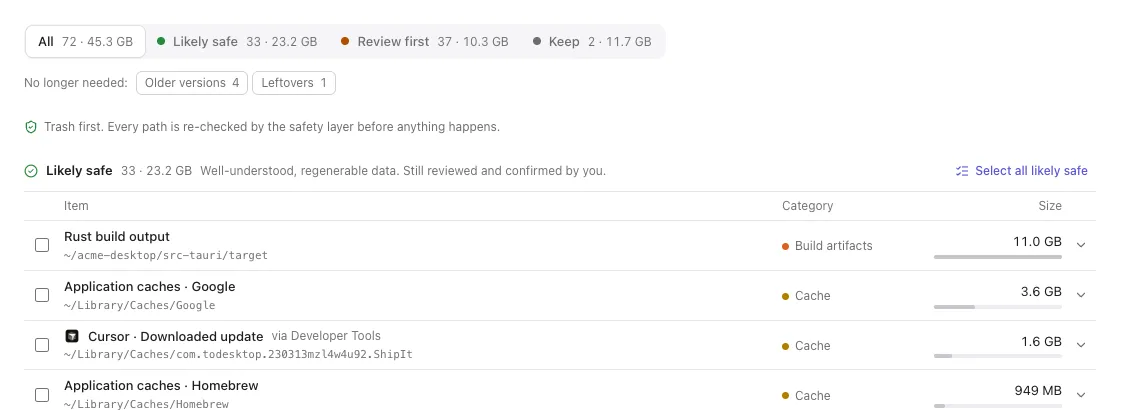 All 72 · 45.3 GB Likely safe 33 · 23.2 GB Review first 37 · 10.3 GB Keep 2 · 11.7 GB
No longer needed: Older versions 4 Leftovers 1
Trash first. Every path is re-checked by the safety layer before anything happens.
Likely safe 33 · 23.2 GB Well-understood, regenerable data. Still reviewed and confirmed by you. Select all likely safe
Item Category Size
Rust build output
~/acme-desktop/src-tauri/target
Build artifacts
11.0 GB
Application caches · Google
~/Library/Caches/Google
Cache
3.6 GB
Cursor · Downloaded update via Developer Tools
~/Library/Caches/com.todesktop.230313mzl4w4u92.ShipIt
Cache
1.6 GB
Application caches · Homebrew
~/Library/Caches/Homebrew
Cache
949 MB